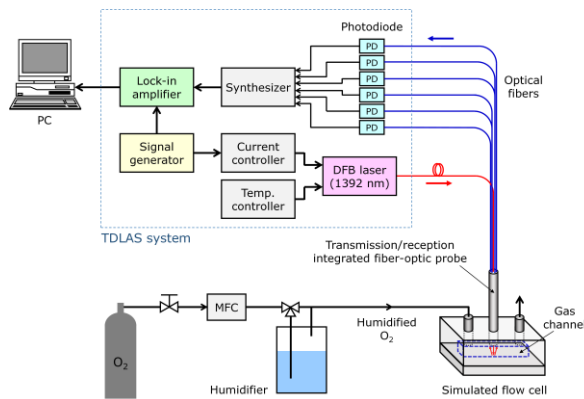 Photodiode
PD
PD
PD
PD
PD
PD
Optical
fibers
Lock-in
amplifier
Synthesizer
PC
Signal
generator
Current
controller
Temp.
controller
DFB laser
(1392 nm)
TDLAS system
Transmission/reception
integrated fiber-optic probe
MFC
Humidified
O₂
Gas
channel
O₂
Humidifier
Simulated flow cell